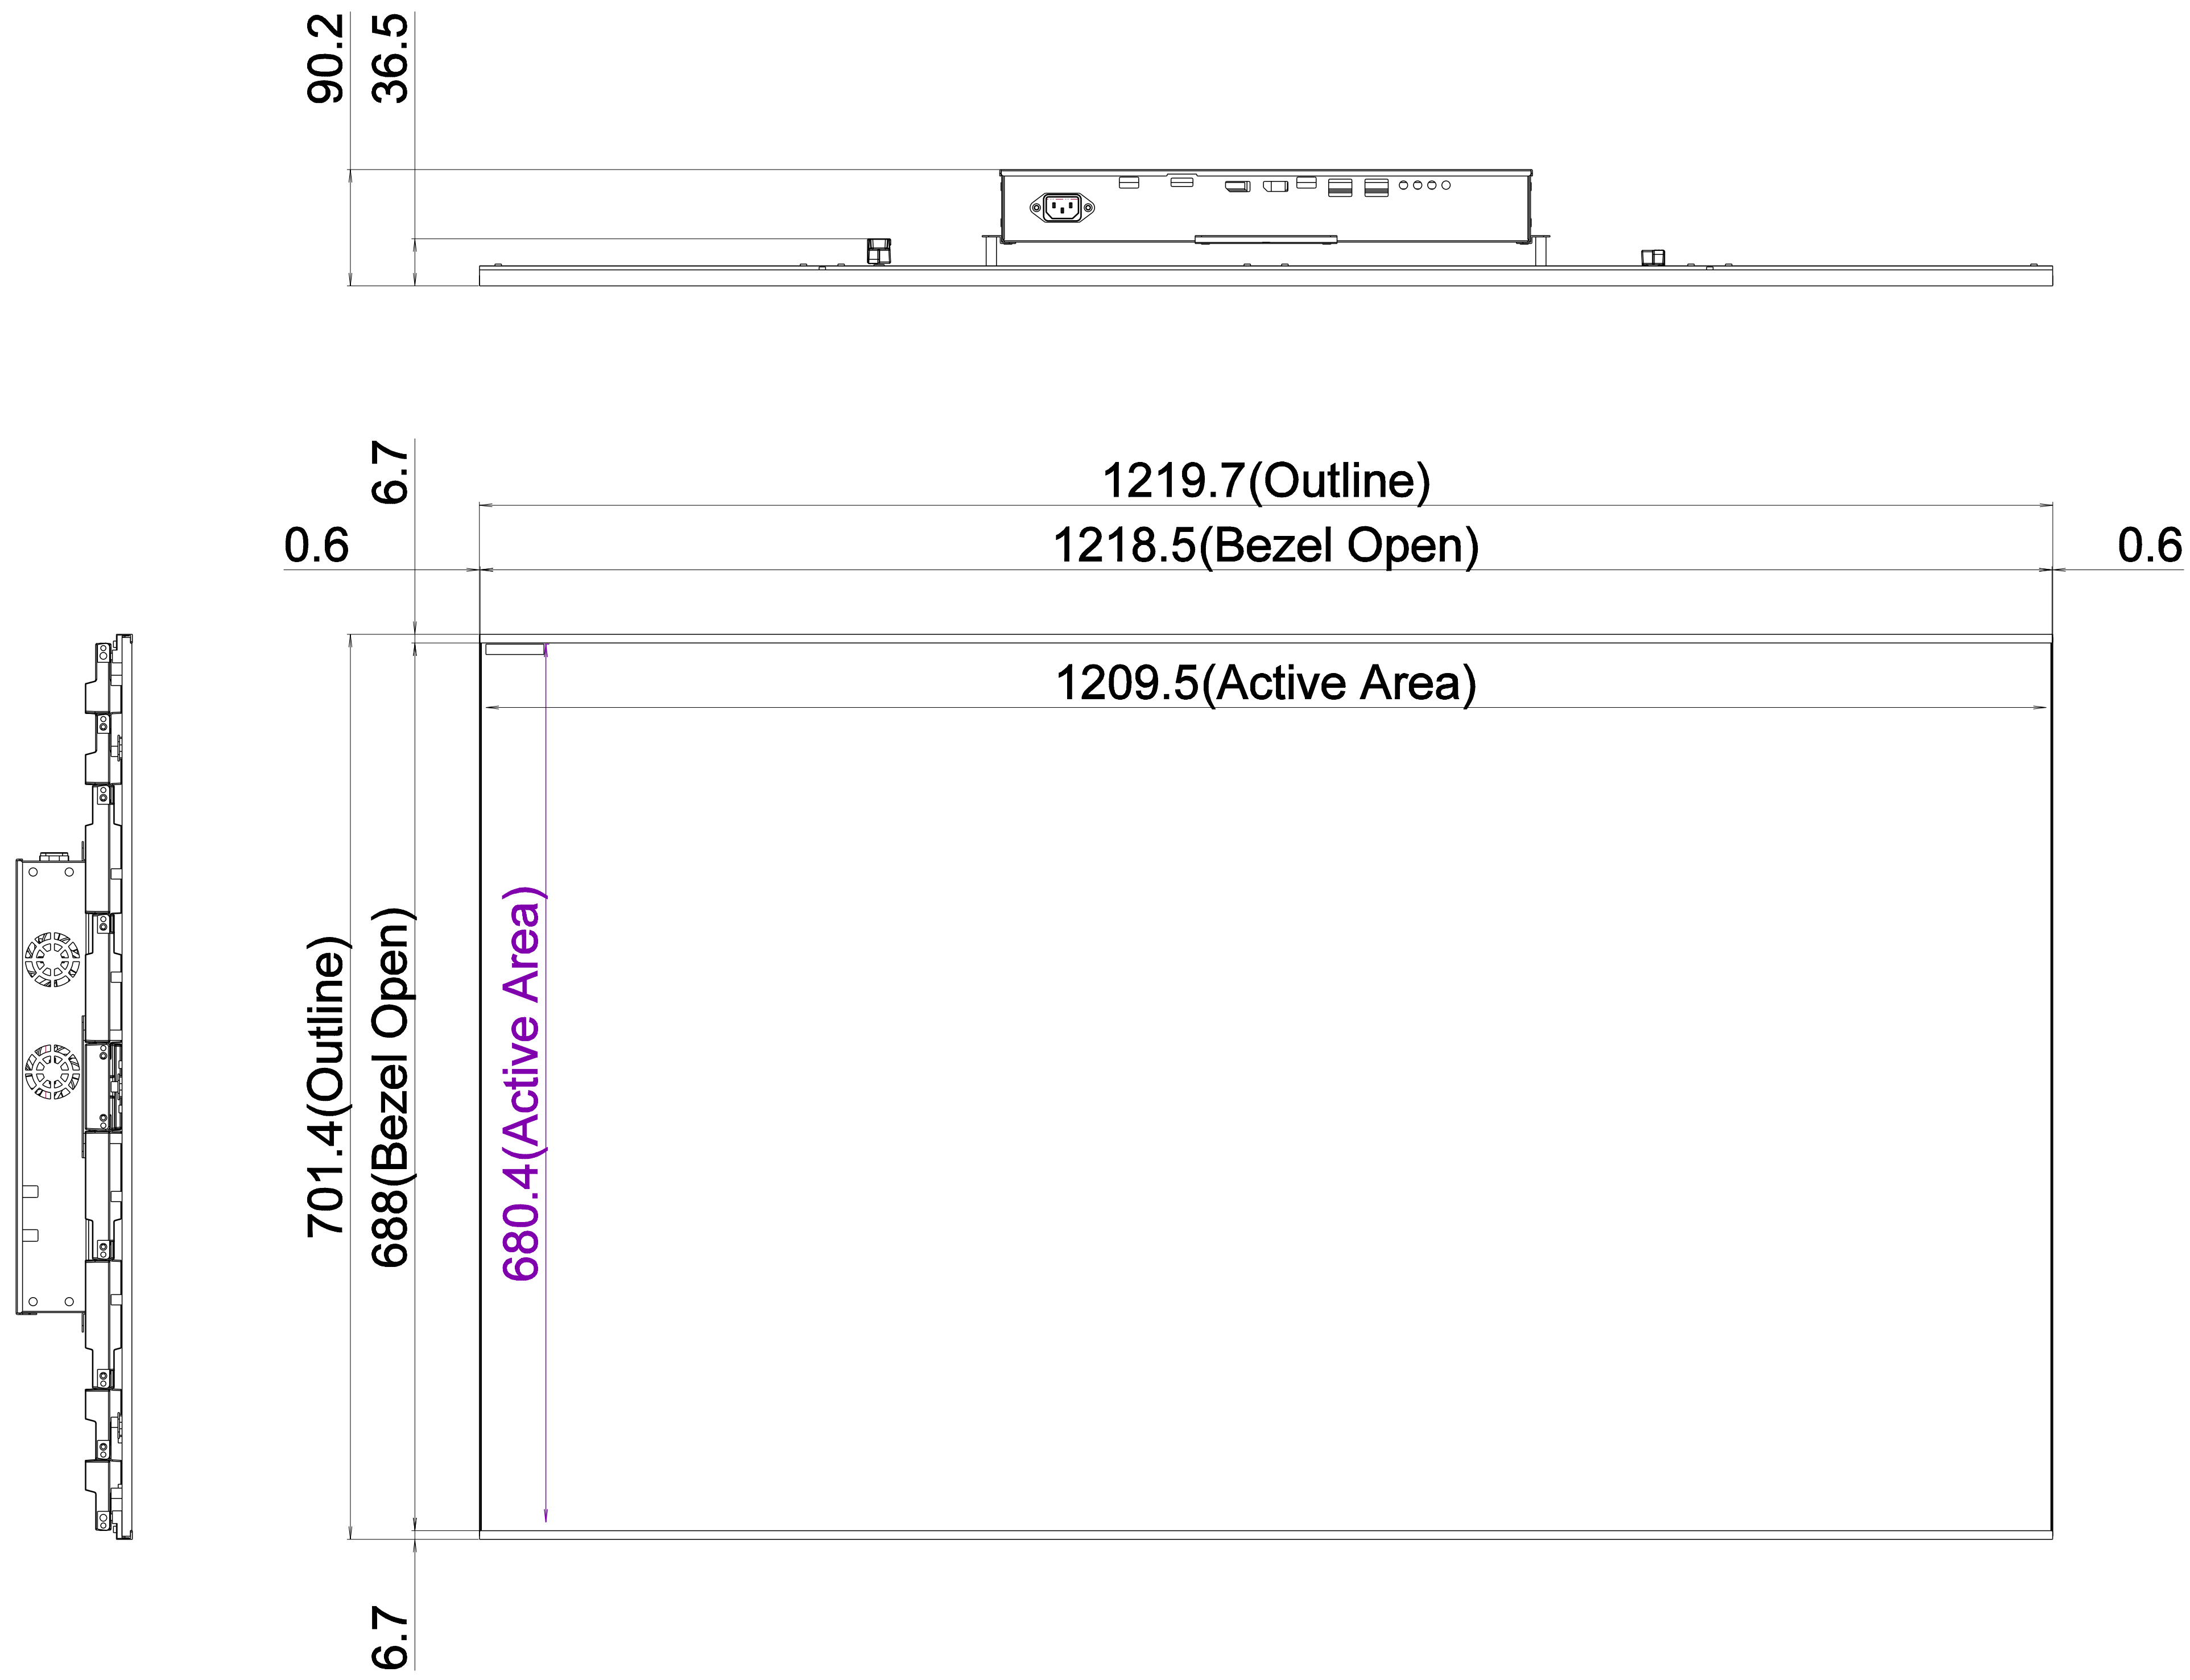 90.2
36.5
6.7
1219.7(Outline)
0.6
1218.5(Bezel Open)
0.6
1209.5(Active Area)
701.4(Outline)
688(Bezel Open)
680.4(Active Area)
6.7